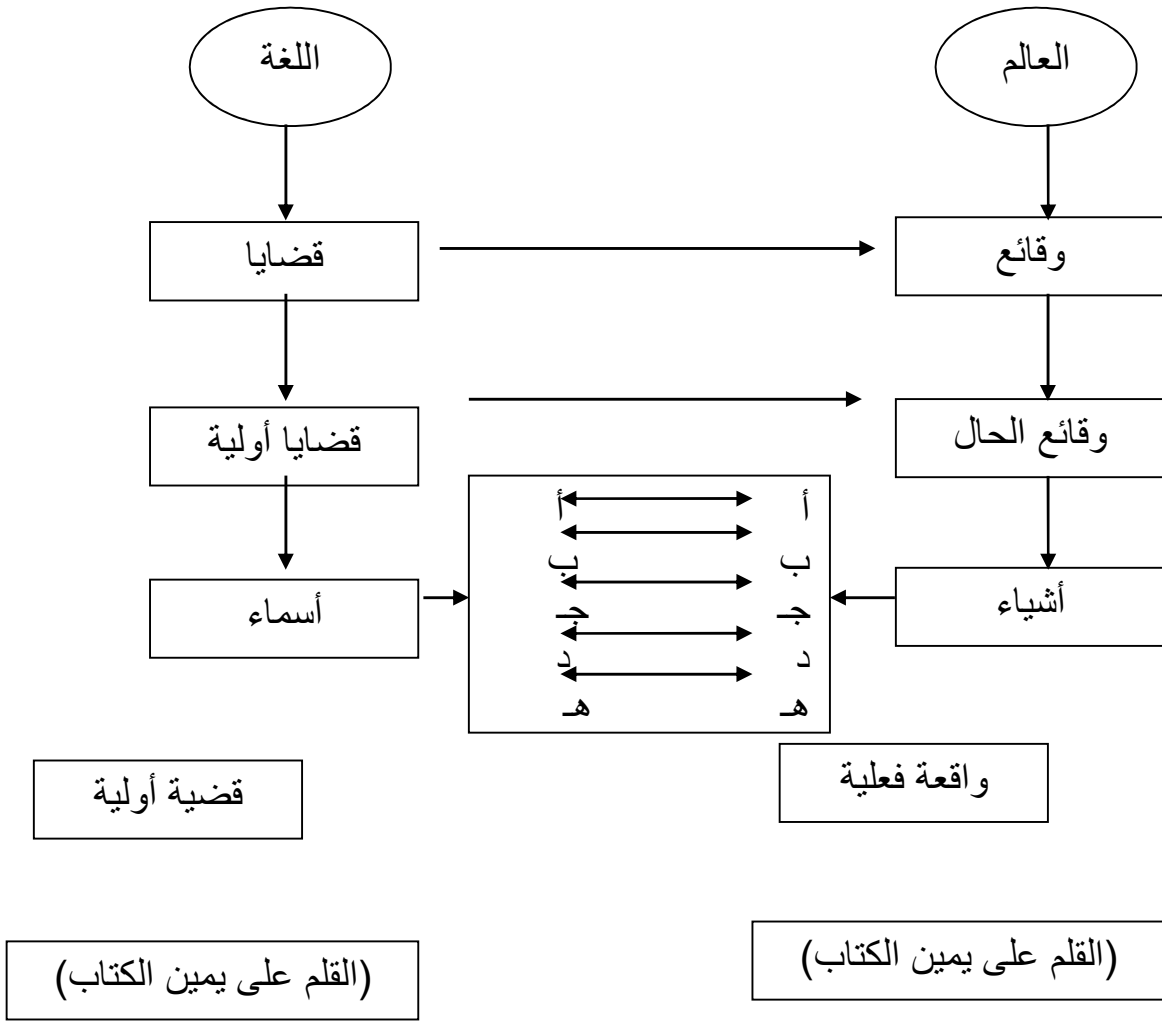 العالم
اللغة
وقائع
قضايا
وقائع الحال
قضايا أولية
أ أ
ب ب
أشياء
جـ جـ
أسماء
د د
هـ هـ
واقعة فعلية
قضية أولية
(القلم على يمين الكتاب)
(القلم على يمين الكتاب)